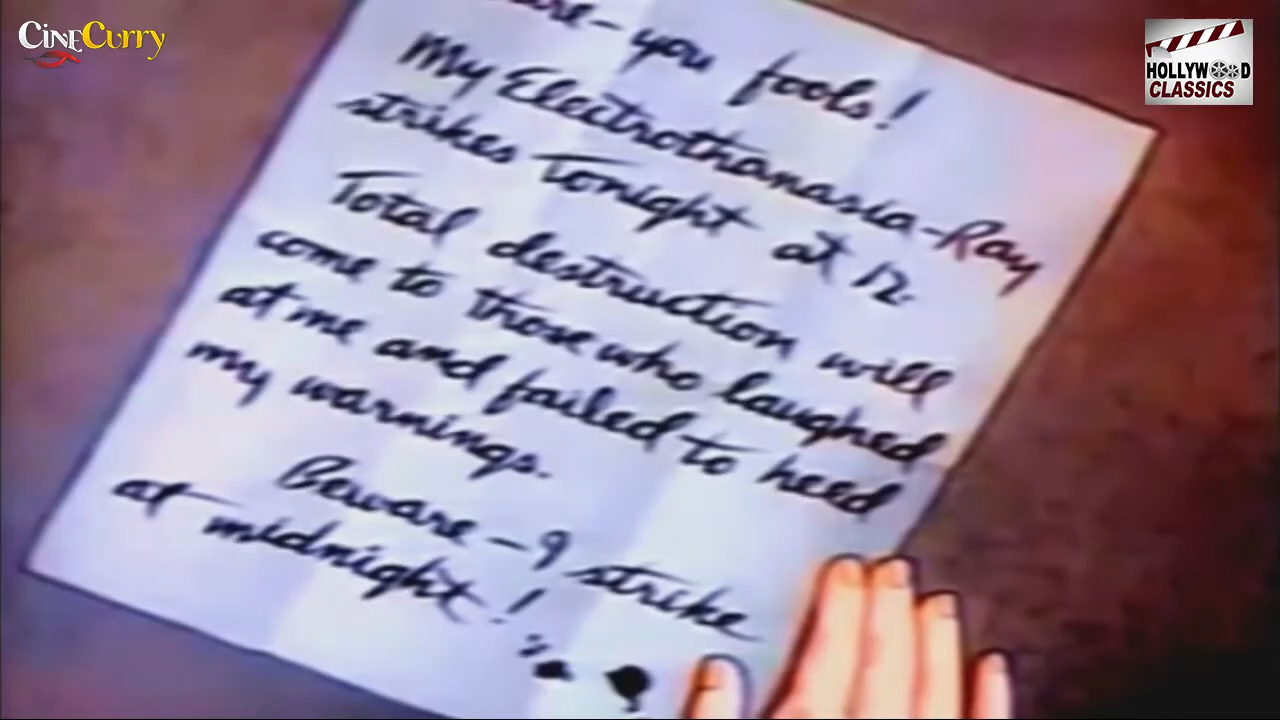 CineCurry
HOLLYWOOD
CLASSICS
you fools!
My Electrothanasia-Ray
strikes Tonight at 12.
Total destruction will
come to those who laughed
at me and failed to heed
my warnings.
Beware - I strike
at midnight!